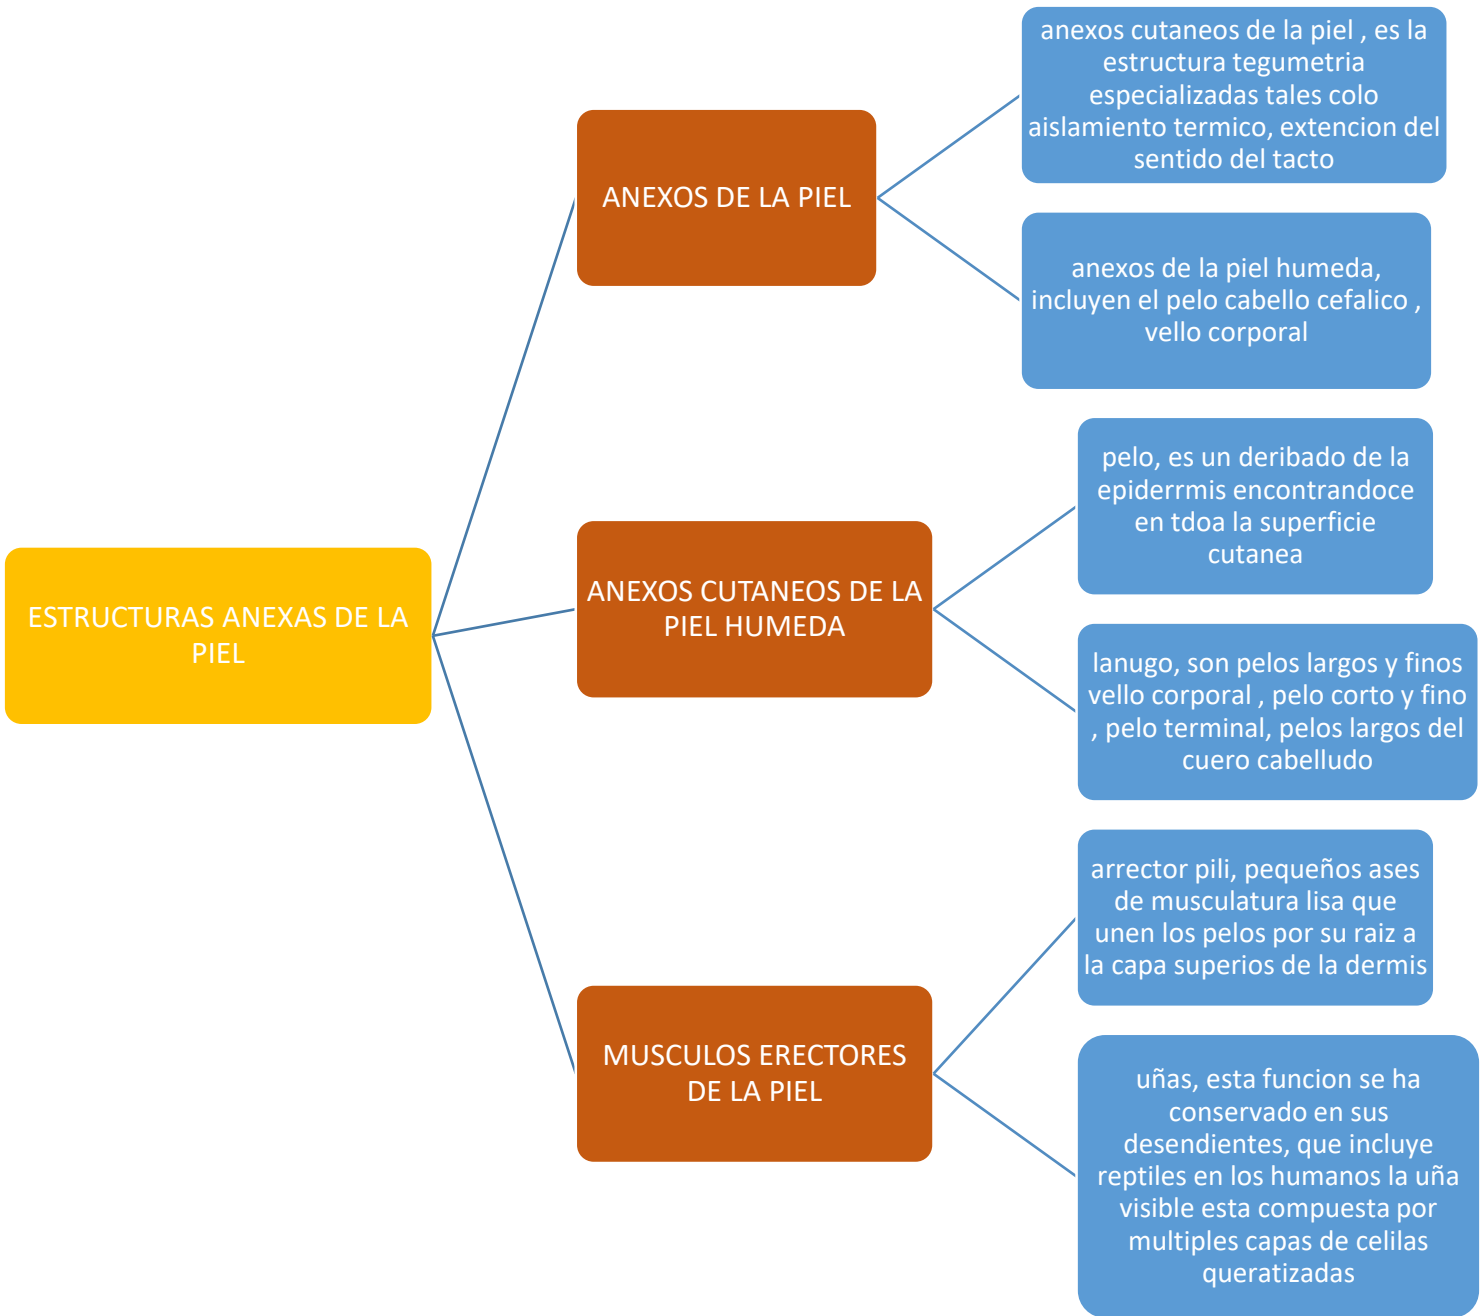 ESTRUCTURAS ANEXAS DE LA
PIEL
ANEXOS DE LA PIEL
anexos cutaneos de la piel , es la
estructura tegumetria
especializadas tales colo
aislamiento termico, extencion del
sentido del tacto
anexos de la piel humeda,
incluyen el pelo cabello cefalico ,
vello corporal
ANEXOS CUTANEOS DE LA
PIEL HUMEDA
pelo, es un deribado de la
epiderrmis encontrandoce
en tdoa la superficie
cutanea
lanugo, son pelos largos y finos
vello corporal , pelo corto y fino
, pelo terminal, pelos largos del
cuero cabelludo
MUSCULOS ERECTORES
DE LA PIEL
arrector pili, pequeños ases
de musculatura lisa que
unen los pelos por su raiz a
la capa superios de la dermis
uñas, esta funcion se ha
conservado en sus
desendientes, que incluye
reptiles en los humanos la uña
visible esta compuesta por
multiples capas de celilas
queratizadas